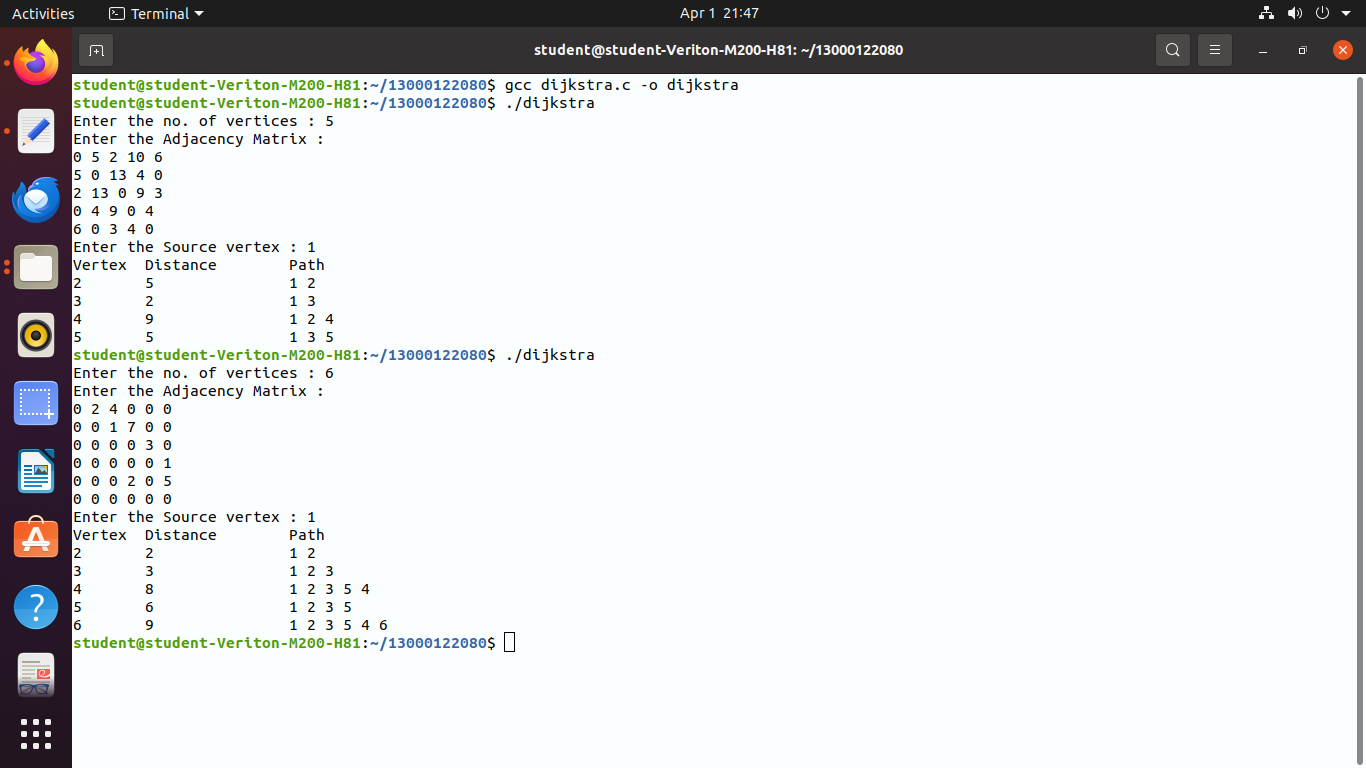 Activities Terminal Apr 1 21:47
student@student-Veriton-M200-H81: ~/13000122080
student@student-Veriton-M200-H81:~/13000122080$ gcc dijkstra.c -o dijkstra
student@student-Veriton-M200-H81:~/13000122080$ ./dijkstra
Enter the no. of vertices : 5
Enter the Adjacency Matrix :
0 5 2 10 6
5 0 13 4 0
2 13 0 9 3
0 4 9 0 4
6 0 3 4 0
Enter the Source vertex : 1
Vertex Distance Path
2 5 1 2
3 2 1 3
4 9 1 2 4
5 5 1 3 5
student@student-Veriton-M200-H81:~/13000122080$ ./dijkstra
Enter the no. of vertices : 6
Enter the Adjacency Matrix :
0 2 4 0 0 0
0 0 1 7 0 0
0 0 0 0 3 0
0 0 0 0 0 1
0 0 0 2 0 5
0 0 0 0 0 0
Enter the Source vertex : 1
Vertex Distance Path
2 2 1 2
3 3 1 2 3
4 8 1 2 3 5 4
5 6 1 2 3 5
6 9 1 2 3 5 4 6
student@student-Veriton-M200-H81:~/13000122080$